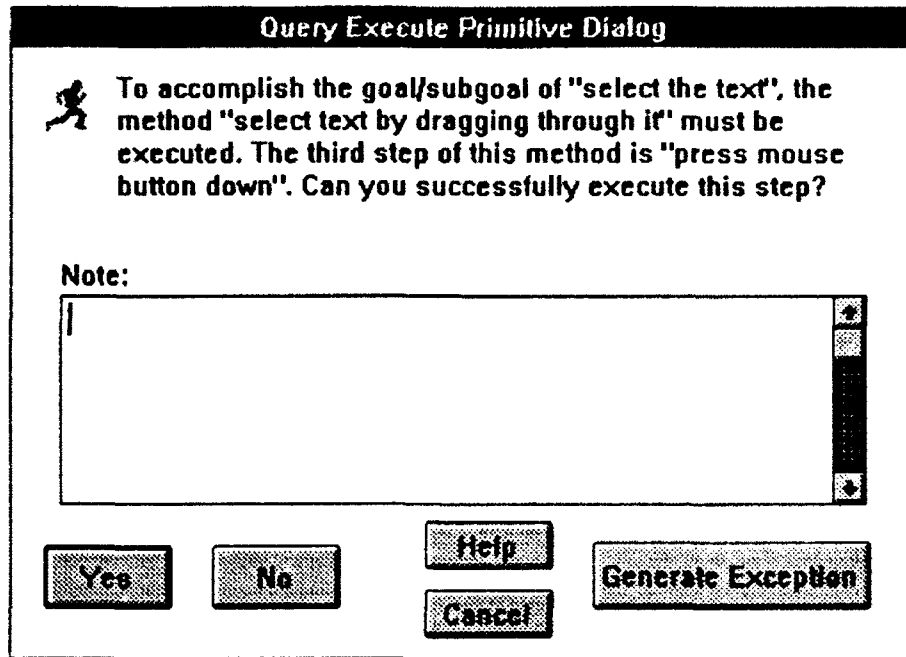 Query Execute Primitive Dialog
To accomplish the goal/subgoal of "select the text", the
method "select text by dragging through it" must be
executed. The third step of this method is "press mouse
button down". Can you successfully execute this step?
Note:
Yes
No
Help
Cancel
Generate Exception